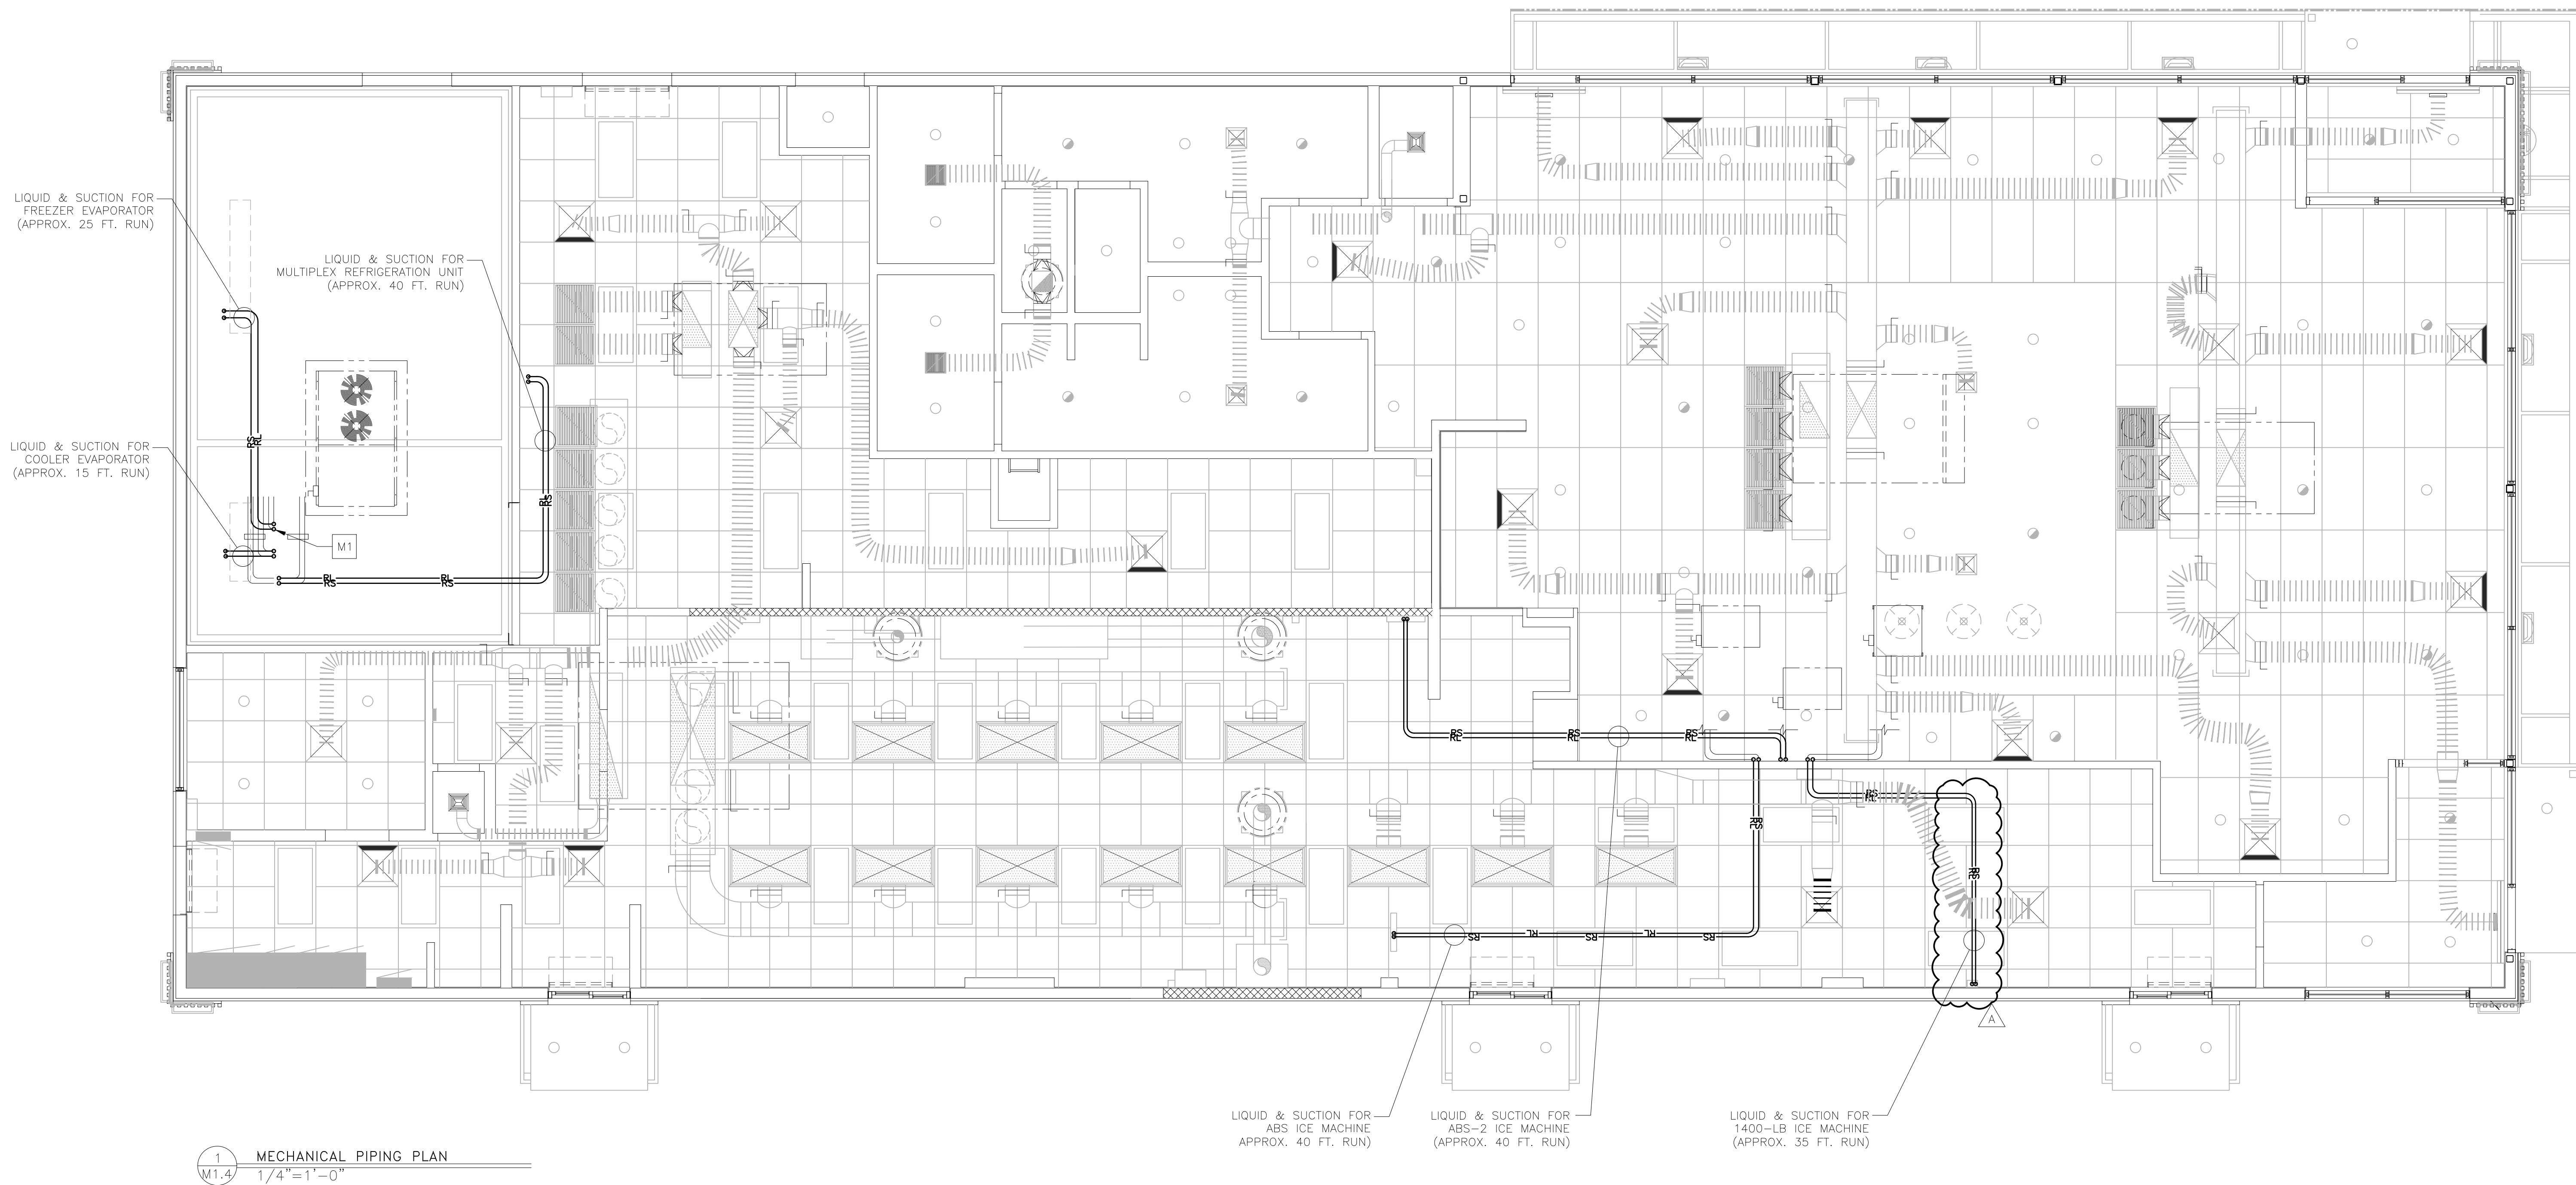 LIQUID & SUCTION FOR
FREEZER EVAPORATOR
(APPROX. 25 FT. RUN)
LIQUID & SUCTION FOR
MULTIPLEX REFRIGERATION UNIT
(APPROX. 40 FT. RUN)
LIQUID & SUCTION FOR
COOLER EVAPORATOR
(APPROX. 15 FT. RUN)
RS
RL
RL
RS
M1
RL
RS
RL
RS
RS
RL
RS
RL
RS
RL
RS
RL
RS
RL
RS
RL
RS
RL
RS
RL
RS
A
LIQUID & SUCTION FOR
ABS ICE MACHINE
APPROX. 40 FT. RUN)
LIQUID & SUCTION FOR
ABS-2 ICE MACHINE
(APPROX. 40 FT. RUN)
LIQUID & SUCTION FOR
1400-LB ICE MACHINE
(APPROX. 35 FT. RUN)
1
M1.4
MECHANICAL PIPING PLAN
1/4"=1'-0"